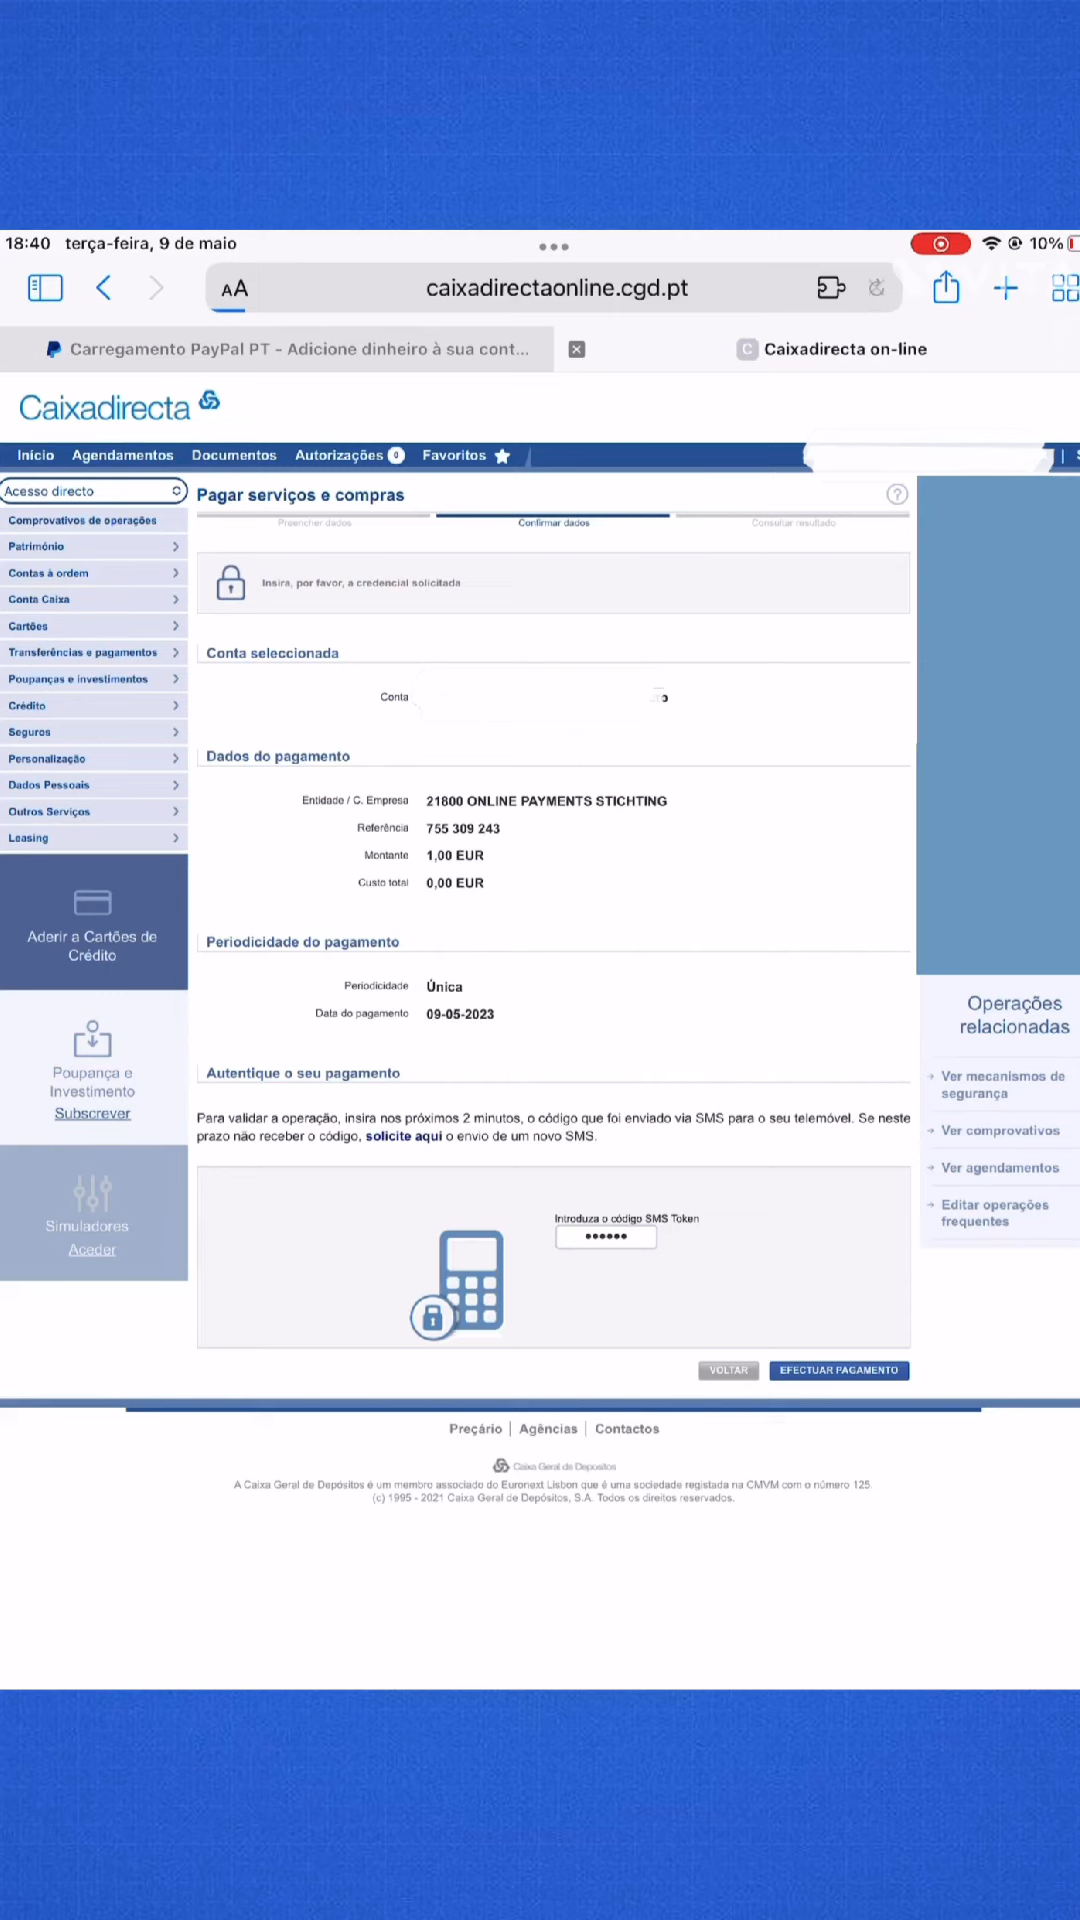 18:40 terça-feira, 9 de maio
10%
AA
caixadirectaonline.cgd.pt
Carregamento PayPal PT - Adicione dinheiro à sua cont...
C Caixadirecta on-line
Caixadirecta
Início Agendamentos Documentos Autorizações 0 Favoritos
Acesso directo
Pagar serviços e compras
?
Preencher dados
Confirmar dados
Consultar resultado
Comprovativos de operações
Património
Contas à ordem
Conta Caixa
Cartões
Transferências e pagamentos
Poupanças e investimentos
Crédito
Seguros
Personalização
Dados Pessoais
Outros Serviços
Leasing
Insira, por favor, a credencial solicitada
Conta seleccionada
Conta
Dados do pagamento
Entidade / C. Empresa 21800 ONLINE PAYMENTS STICHTING
Referência 755 309 243
Montante 1,00 EUR
Custo total 0,00 EUR
Periodicidade do pagamento
Periodicidade Única
Data do pagamento 09-05-2023
Autentique o seu pagamento
Para validar a operação, insira nos próximos 2 minutos, o código que foi enviado via SMS para o seu telemóvel. Se neste
prazo não receber o código, solicite aqui o envio de um novo SMS.
Introduza o código SMS Token
••••••
VOLTAR
EFECTUAR PAGAMENTO
Aderir a Cartões de
Crédito
Poupança e
Investimento
Subscrever
Simuladores
Aceder
Operações
relacionadas
Ver mecanismos de
segurança
Ver comprovativos
Ver agendamentos
Editar operações
frequentes
Preçário | Agências | Contactos
Caixa Geral de Depositos
A Caixa Geral de Depósitos é um membro associado do Euronext Lisbon que é uma sociedade registada na CMVM com o número 125.
(c) 1995 - 2021 Caixa Geral de Depósitos, S.A. Todos os direitos reservados.